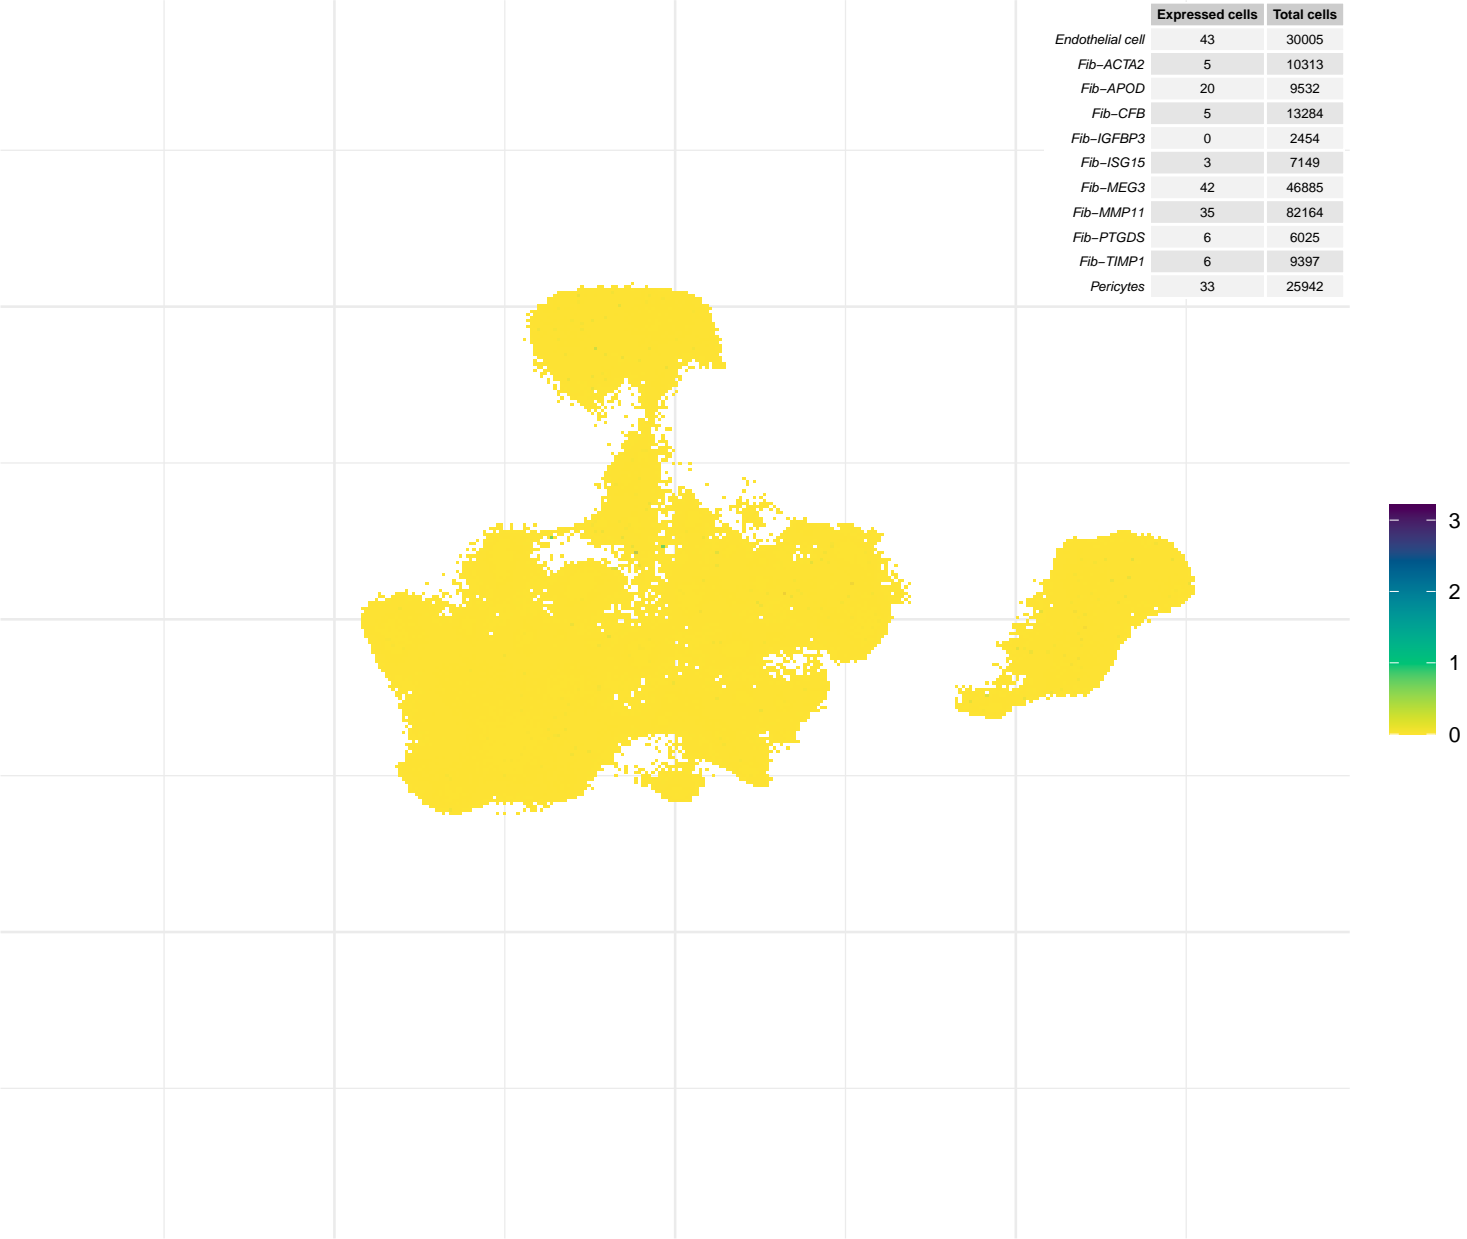 Expressed cells Total cells
Endothelial cell 43 30005
Fib−ACTA2 5 10313
Fib−APOD 20 9532
Fib−CFB 5 13284
Fib−IGFBP3 0 2454
Fib−ISG15 3 7149
Fib−MEG3 42 46885
Fib−MMP11 35 82164
Fib−PTGDS 6 6025
Fib−TIMP1 6 9397
Pericytes 33 25942
3
2
1
0